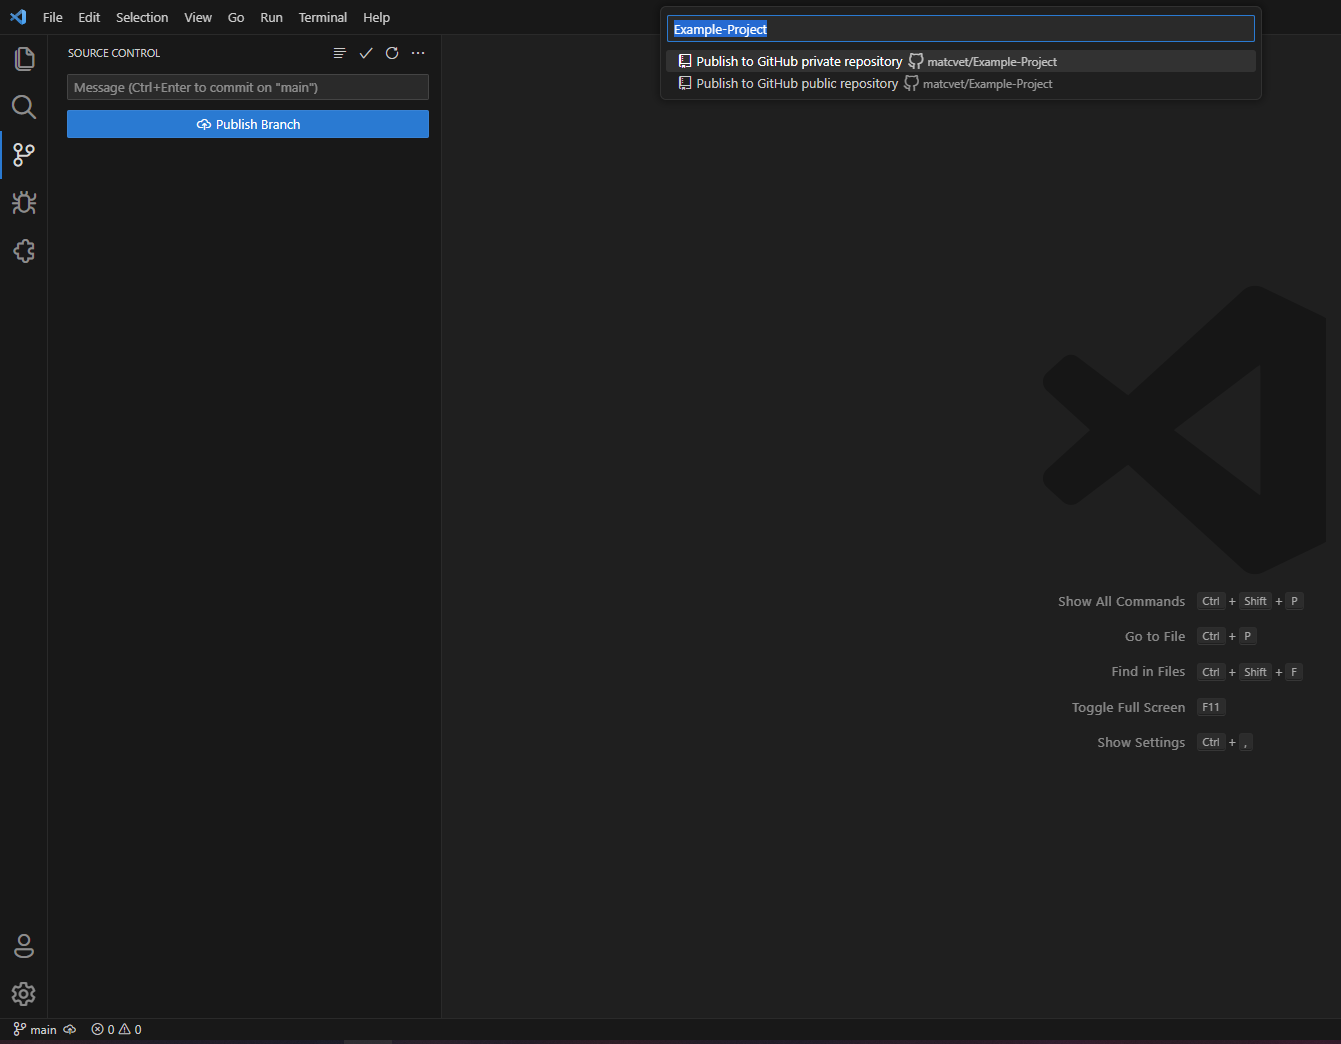 File Edit Selection View Go Run Terminal Help
Example-Project
Publish to GitHub private repository matcvet/Example-Project
Publish to GitHub public repository matcvet/Example-Project
SOURCE CONTROL
Message (Ctrl+Enter to commit on "main")
Publish Branch
Show All Commands Ctrl + Shift + P
Go to File Ctrl + P
Find in Files Ctrl + Shift + F
Toggle Full Screen F11
Show Settings Ctrl + ,
main 0 0